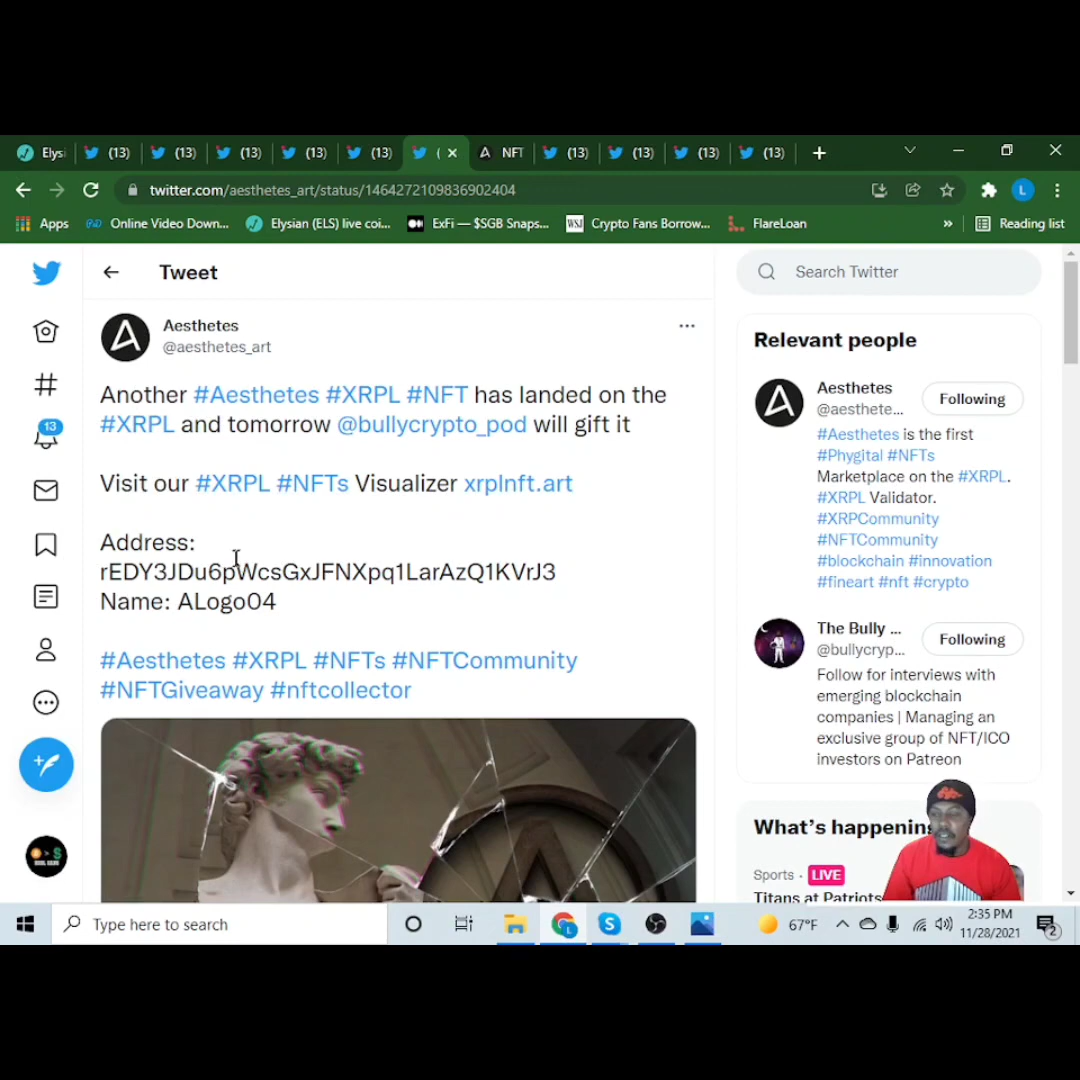 Elysi
(13)
(13)
(13)
(13)
(13)
(
NFT
(13)
(13)
(13)
(13)
twitter.com/aesthetes_art/status/1464272109836902404
L
Apps
Online Video Down...
Elysian (ELS) live coi...
ExFi — $SGB Snaps...
WSJ
Crypto Fans Borrow...
FlareLoan
»
Reading list
Tweet
Search Twitter
Aesthetes
@aesthetes_art
Another #Aesthetes #XRPL #NFT has landed on the
#XRPL and tomorrow @bullycrypto_pod will gift it
Visit our #XRPL #NFTs Visualizer xrplnft.art
Address:
rEDY3JDu6pWcsGxJFNXpq1LarAzQ1KVrJ3
Name: ALogo04
#Aesthetes #XRPL #NFTs #NFTCommunity
#NFTGiveaway #nftcollector
13
Relevant people
Aesthetes
@aesthete...
Following
#Aesthetes is the first
#Phygital #NFTs
Marketplace on the #XRPL.
#XRPL Validator.
#XRPCommunity
#NFTCommunity
#blockchain #innovation
#fineart #nft #crypto
The Bully ...
@bullycryp...
Following
Follow for interviews with
emerging blockchain
companies | Managing an
exclusive group of NFT/ICO
investors on Patreon
What's happening
Sports · LIVE
Titans at Patriots
Type here to search
L
67°F
2:35 PM
11/28/2021
2